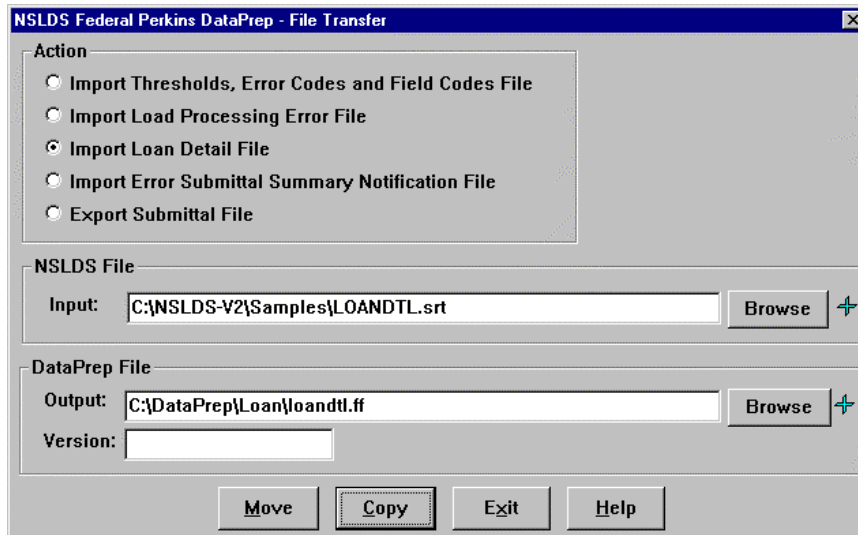 NSLDS Federal Perkins DataPrep - File Transfer
Action
Import Thresholds, Error Codes and Field Codes File
Import Load Processing Error File
Import Loan Detail File
Import Error Submittal Summary Notification File
Export Submittal File
NSLDS File
Input: C:\NSLDS-V2\Samples\LOANDTL.srt Browse
DataPrep File
Output: C:\DataPrep\Loan\loandtl.ff Browse
Version:
Move Copy Exit Help